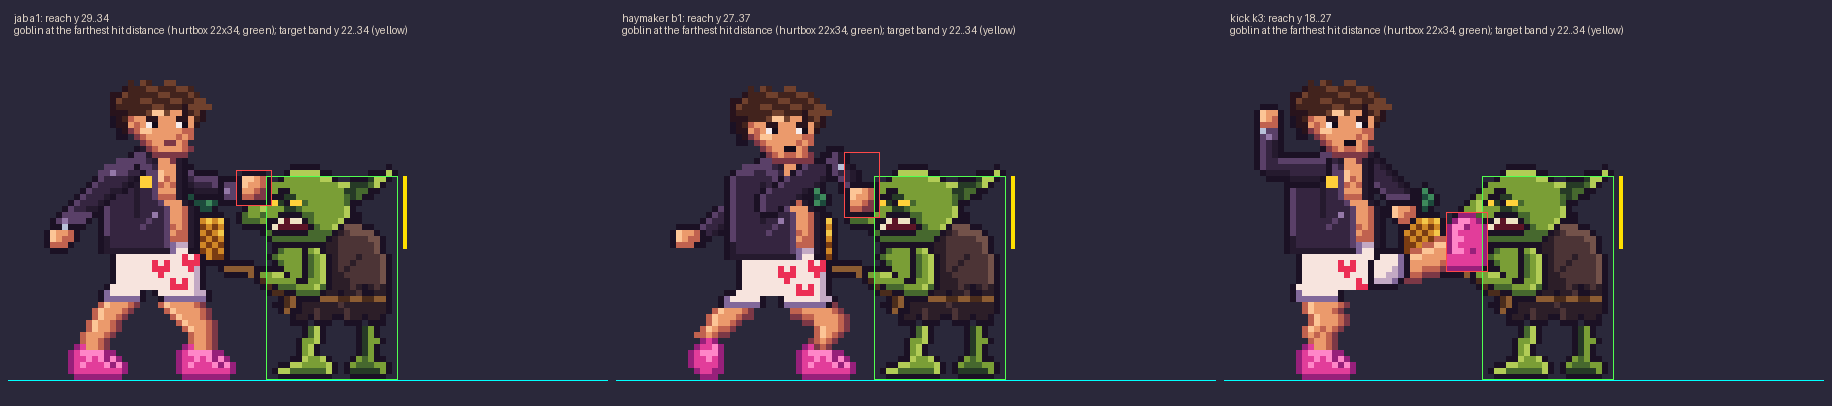 jab a1: reach y 29..34
goblin at the farthest hit distance (hurtbox 22x34, green); target band y 22..34 (yellow)
haymaker b1: reach y 27..37
goblin at the farthest hit distance (hurtbox 22x34, green); target band y 22..34 (yellow)
kick k3: reach y 18..27
goblin at the farthest hit distance (hurtbox 22x34, green); target band y 22..34 (yellow)